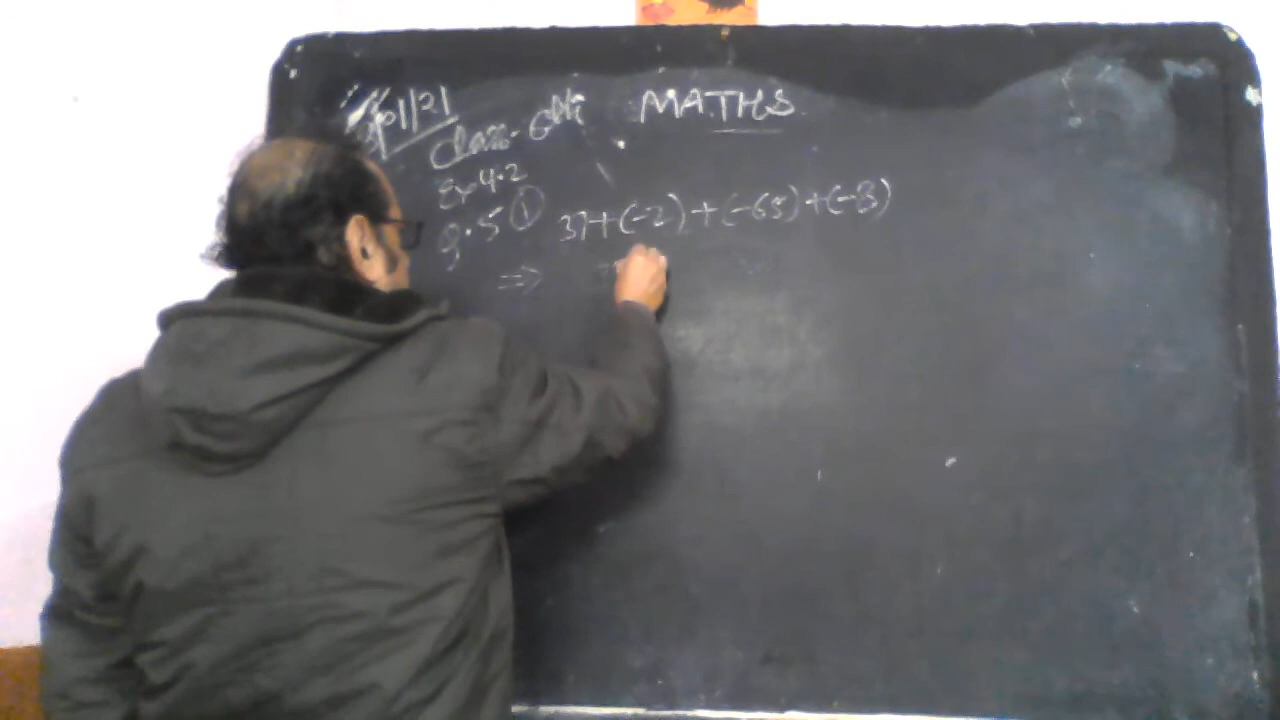 MATHS
Class- 6th
Ex 4.2
Q.5 ① 37+(-2)+(-65)+(-8)
⇒